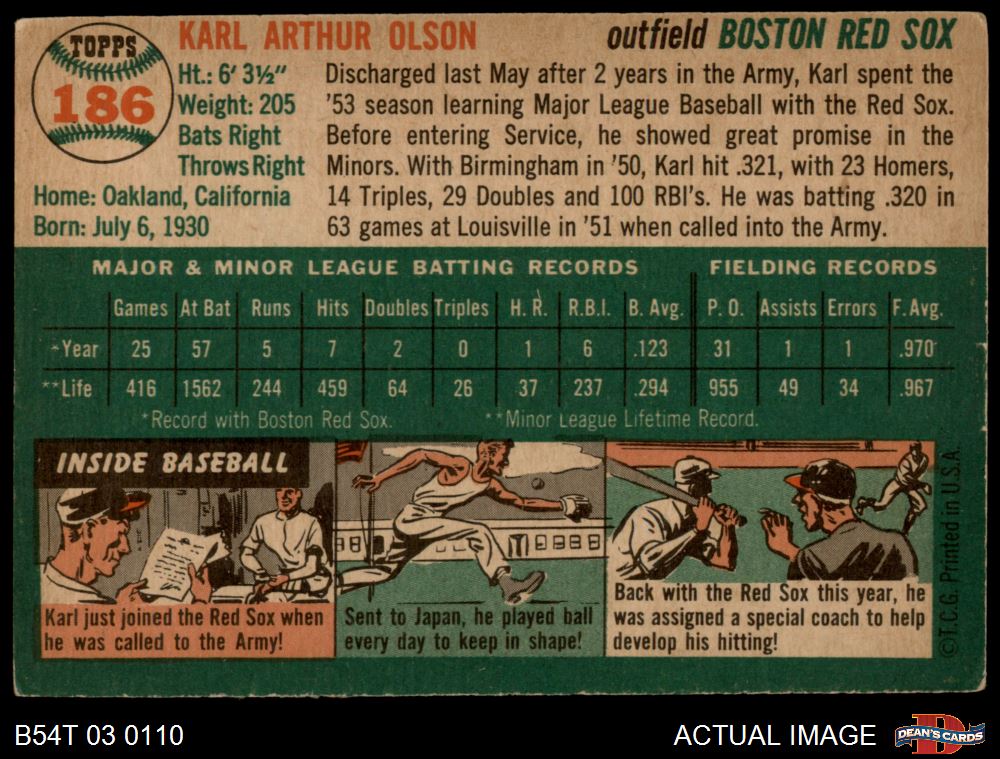 TOPPS
186
KARL ARTHUR OLSON
outfield BOSTON RED SOX
Ht.: 6' 3½"
Weight: 205
Bats Right
Throws Right
Home: Oakland, California
Born: July 6, 1930
Discharged last May after 2 years in the Army, Karl spent the
'53 season learning Major League Baseball with the Red Sox.
Before entering Service, he showed great promise in the
Minors. With Birmingham in '50, Karl hit .321, with 23 Homers,
14 Triples, 29 Doubles and 100 RBI's. He was batting .320 in
63 games at Louisville in '51 when called into the Army.
MAJOR & MINOR LEAGUE BATTING RECORDS FIELDING RECORDS
Games At Bat Runs Hits Doubles Triples H. R. R.B.I. B. Avg. P. O. Assists Errors F. Avg.
*Year 25 57 5 7 2 0 1 6 .123 31 1 1 .970
**Life 416 1562 244 459 64 26 37 237 .294 955 49 34 .967
*Record with Boston Red Sox. **Minor League Lifetime Record.
INSIDE BASEBALL
Karl just joined the Red Sox when
he was called to the Army!
Sent to Japan, he played ball
every day to keep in shape!
Back with the Red Sox this year, he
was assigned a special coach to help
develop his hitting!
©T.C.G. Printed in U.S.A.
B54T 03 0110
ACTUAL IMAGE
D
DEAN'S CARDS